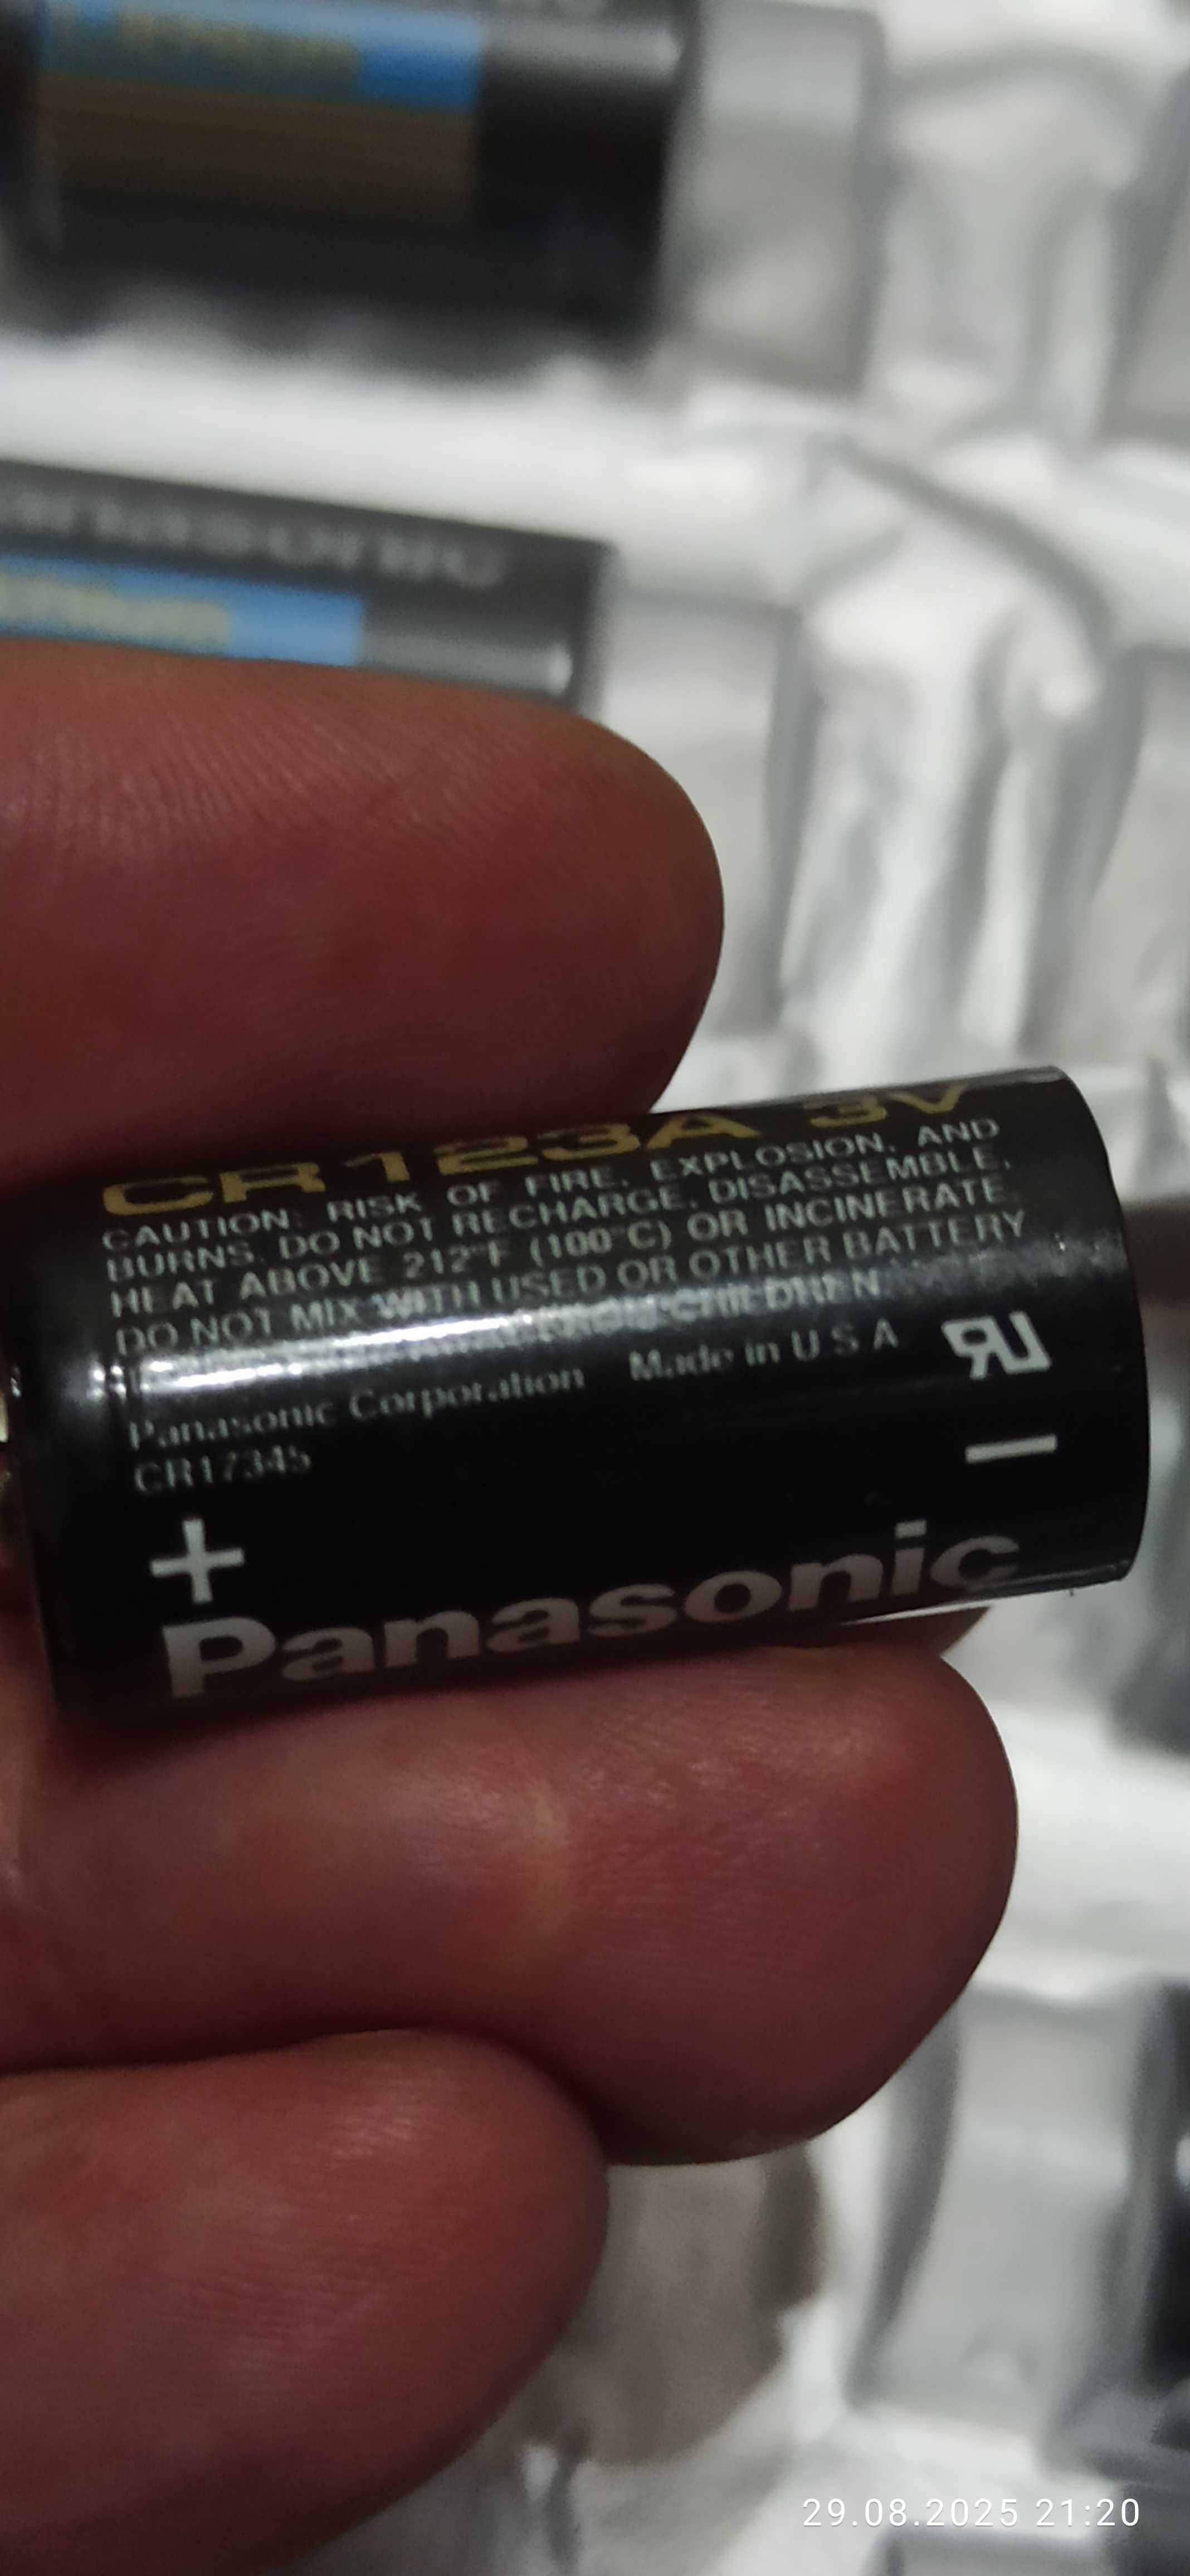 Panasonic
CR123A 3V
CAUTION: RISK OF FIRE, EXPLOSION, AND
BURNS. DO NOT RECHARGE, DISASSEMBLE,
HEAT ABOVE 212°F (100°C) OR INCINERATE.
DO NOT MIX WITH USED OR OTHER BATTERY
CHILDREN.
Panasonic Corporation Made in U S A
CR17345
+ −
Panasonic
29.08.2025 21:20